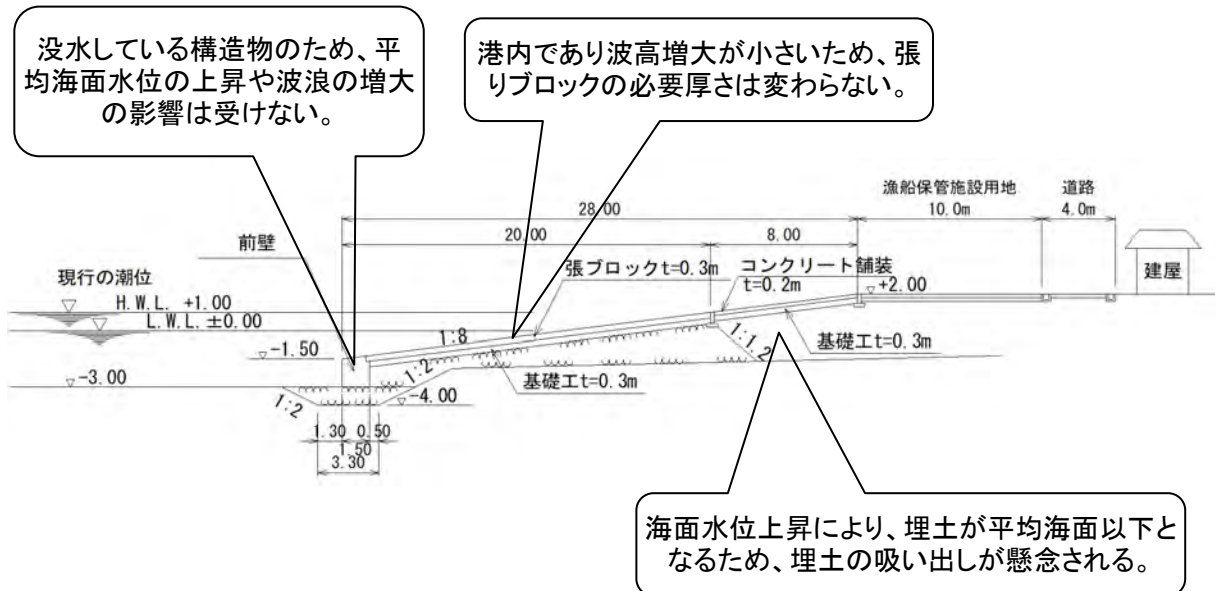 没水している構造物のため、平
均海面水位の上昇や波浪の増大
の影響は受けない。
港内であり波高増大が小さいため、張
りブロックの必要厚さは変わらない。
漁船保管施設用地
道路
28.00
10.0m
4.0m
20.00
8.00
前壁
張ブロックt=0.3m
コンクリート舗装
t=0.2m
建屋
現行の潮位
▽+2.00
H.W.L. +1.00
L.W.L. ±0.00
1:8
1:1.2
基礎工t=0.3m
▽-1.50
1:2
基礎工t=0.3m
▽-3.00
1:2
▽-4.00
1.30 0.50
1.50
3.30
海面水位上昇により、埋土が平均海面以下と
なるため、埋土の吸い出しが懸念される。